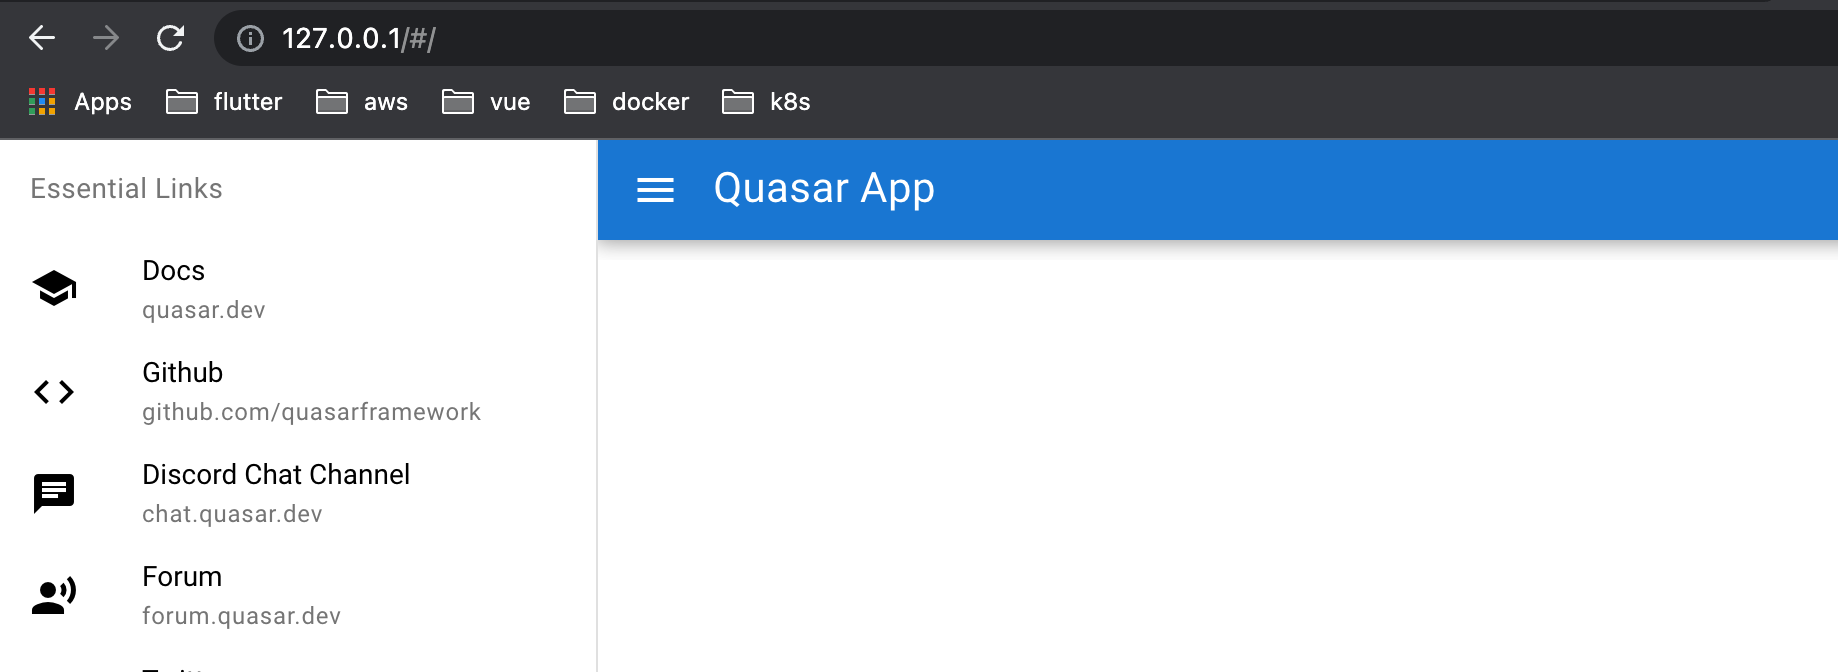 127.0.0.1/#/
Apps flutter aws vue docker k8s
Essential Links
Quasar App
Docs
quasar.dev
Github
github.com/quasarframework
Discord Chat Channel
chat.quasar.dev
Forum
forum.quasar.dev